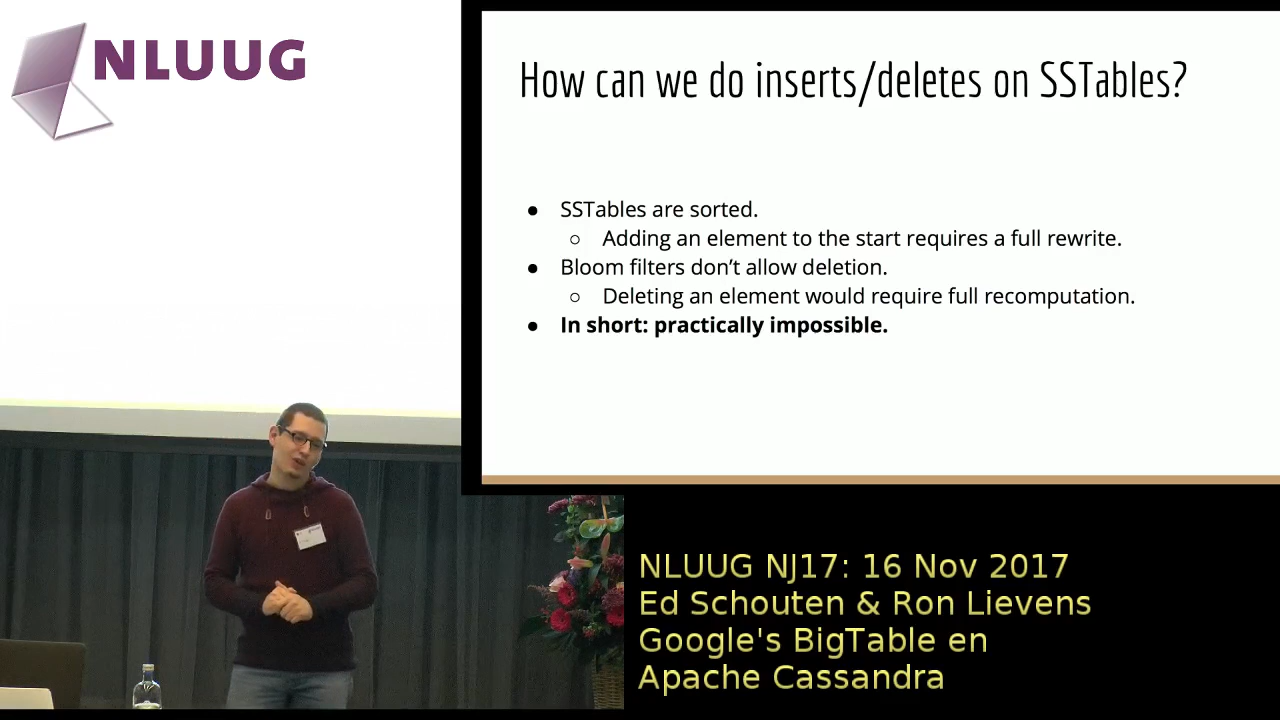 NLUUG
How can we do inserts/deletes on SSTables?
● SSTables are sorted.
○ Adding an element to the start requires a full rewrite.
● Bloom filters don’t allow deletion.
○ Deleting an element would require full recomputation.
● In short: practically impossible.
NLUUG NJ17: 16 Nov 2017
Ed Schouten & Ron Lievens
Google's BigTable en
Apache Cassandra